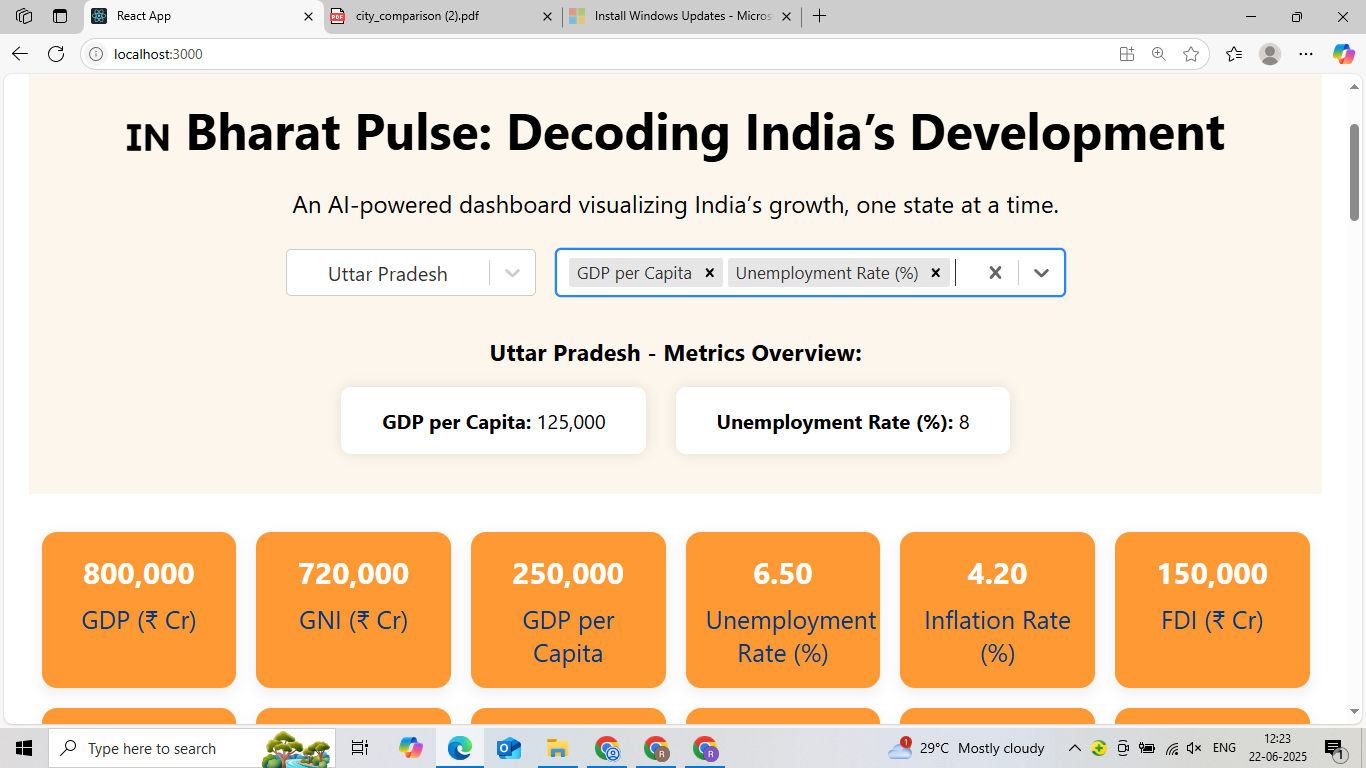 React App
city_comparison (2).pdf
Install Windows Updates - Micros
localhost:3000
IN Bharat Pulse: Decoding India’s Development
An AI-powered dashboard visualizing India’s growth, one state at a time.
Uttar Pradesh
GDP per Capita
Unemployment Rate (%)
Uttar Pradesh - Metrics Overview:
GDP per Capita: 125,000
Unemployment Rate (%): 8
800,000
GDP (₹ Cr)
720,000
GNI (₹ Cr)
250,000
GDP per
Capita
6.50
Unemployment
Rate (%)
4.20
Inflation Rate
(%)
150,000
FDI (₹ Cr)
Type here to search
1
29°C Mostly cloudy
ENG
12:23
22-06-2025
1